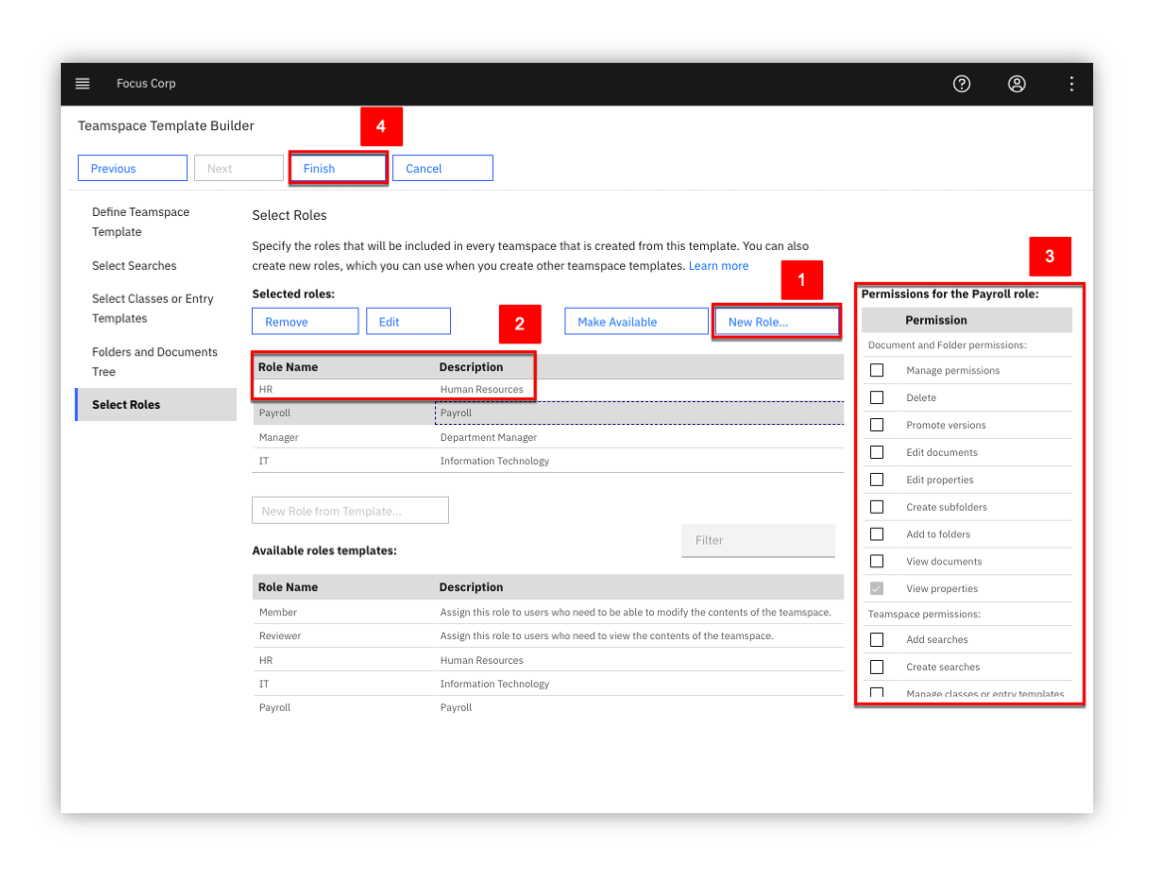 Focus Corp
Teamspace Template Builder
4
Previous
Next
Finish
Cancel
Define Teamspace
Template
Select Searches
Select Classes or Entry
Templates
Folders and Documents
Tree
Select Roles
Select Roles
Specify the roles that will be included in every teamspace that is created from this template. You can also
create new roles, which you can use when you create other teamspace templates. Learn more
1
Selected roles:
Remove
Edit
2
Make Available
New Role...
Role Name Description
HR Human Resources
Payroll Payroll
Manager Department Manager
IT Information Technology
New Role from Template...
Filter
Available roles templates:
Role Name Description
Member Assign this role to users who need to be able to modify the contents of the teamspace.
Reviewer Assign this role to users who need to view the contents of the teamspace.
HR Human Resources
IT Information Technology
Payroll Payroll
3
Permissions for the Payroll role:
Permission
Document and Folder permissions:
Manage permissions
Delete
Promote versions
Edit documents
Edit properties
Create subfolders
Add to folders
View documents
View properties
Teamspace permissions:
Add searches
Create searches
Manage classes or entry templates